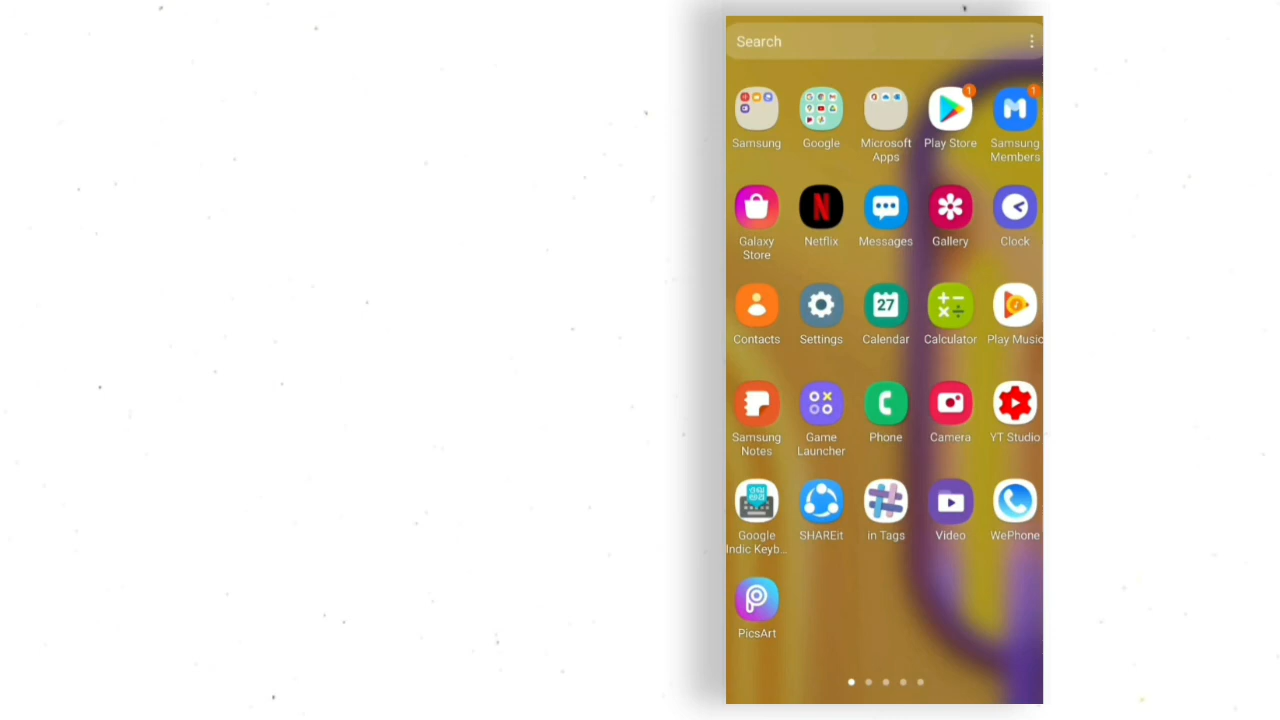 Search
1
1
Samsung
Google
Microsoft
Apps
Play Store
Samsung
Members
Galaxy
Store
Netflix
Messages
Gallery
Clock
27
Contacts
Settings
Calendar
Calculator
Play Music
Samsung
Notes
Game
Launcher
Phone
Camera
YT Studio
Google
Indic Keyb...
SHAREit
in Tags
Video
WePhone
PicsArt